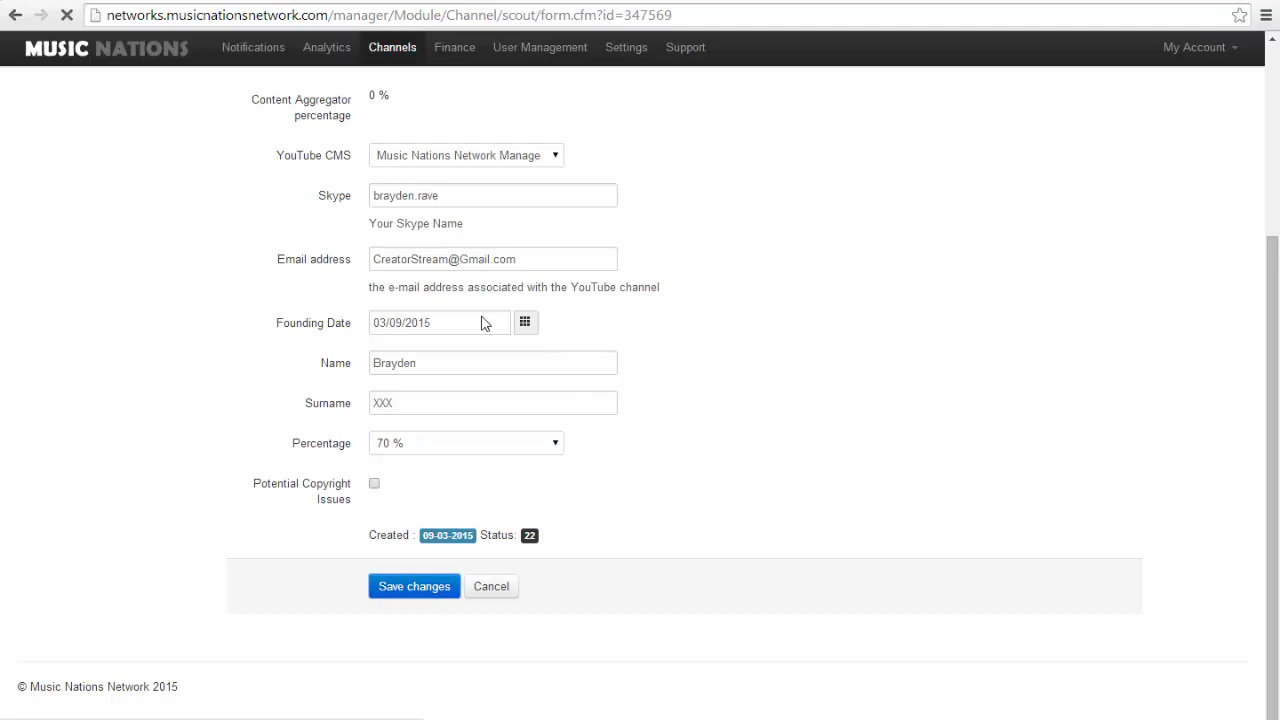 networks.musicnationsnetwork.com/manager/Module/Channel/scout/form.cfm?id=347569
MUSIC NATIONS Notifications Analytics Channels Finance User Management Settings Support My Account
Content Aggregator percentage 0 %
YouTube CMS Music Nations Network Manage
Skype brayden.rave
Your Skype Name
Email address CreatorStream@Gmail.com
the e-mail address associated with the YouTube channel
Founding Date 03/09/2015
Name Brayden
Surname XXX
Percentage 70 %
Potential Copyright Issues
Created : 09-03-2015 Status: 22
Save changes Cancel
© Music Nations Network 2015